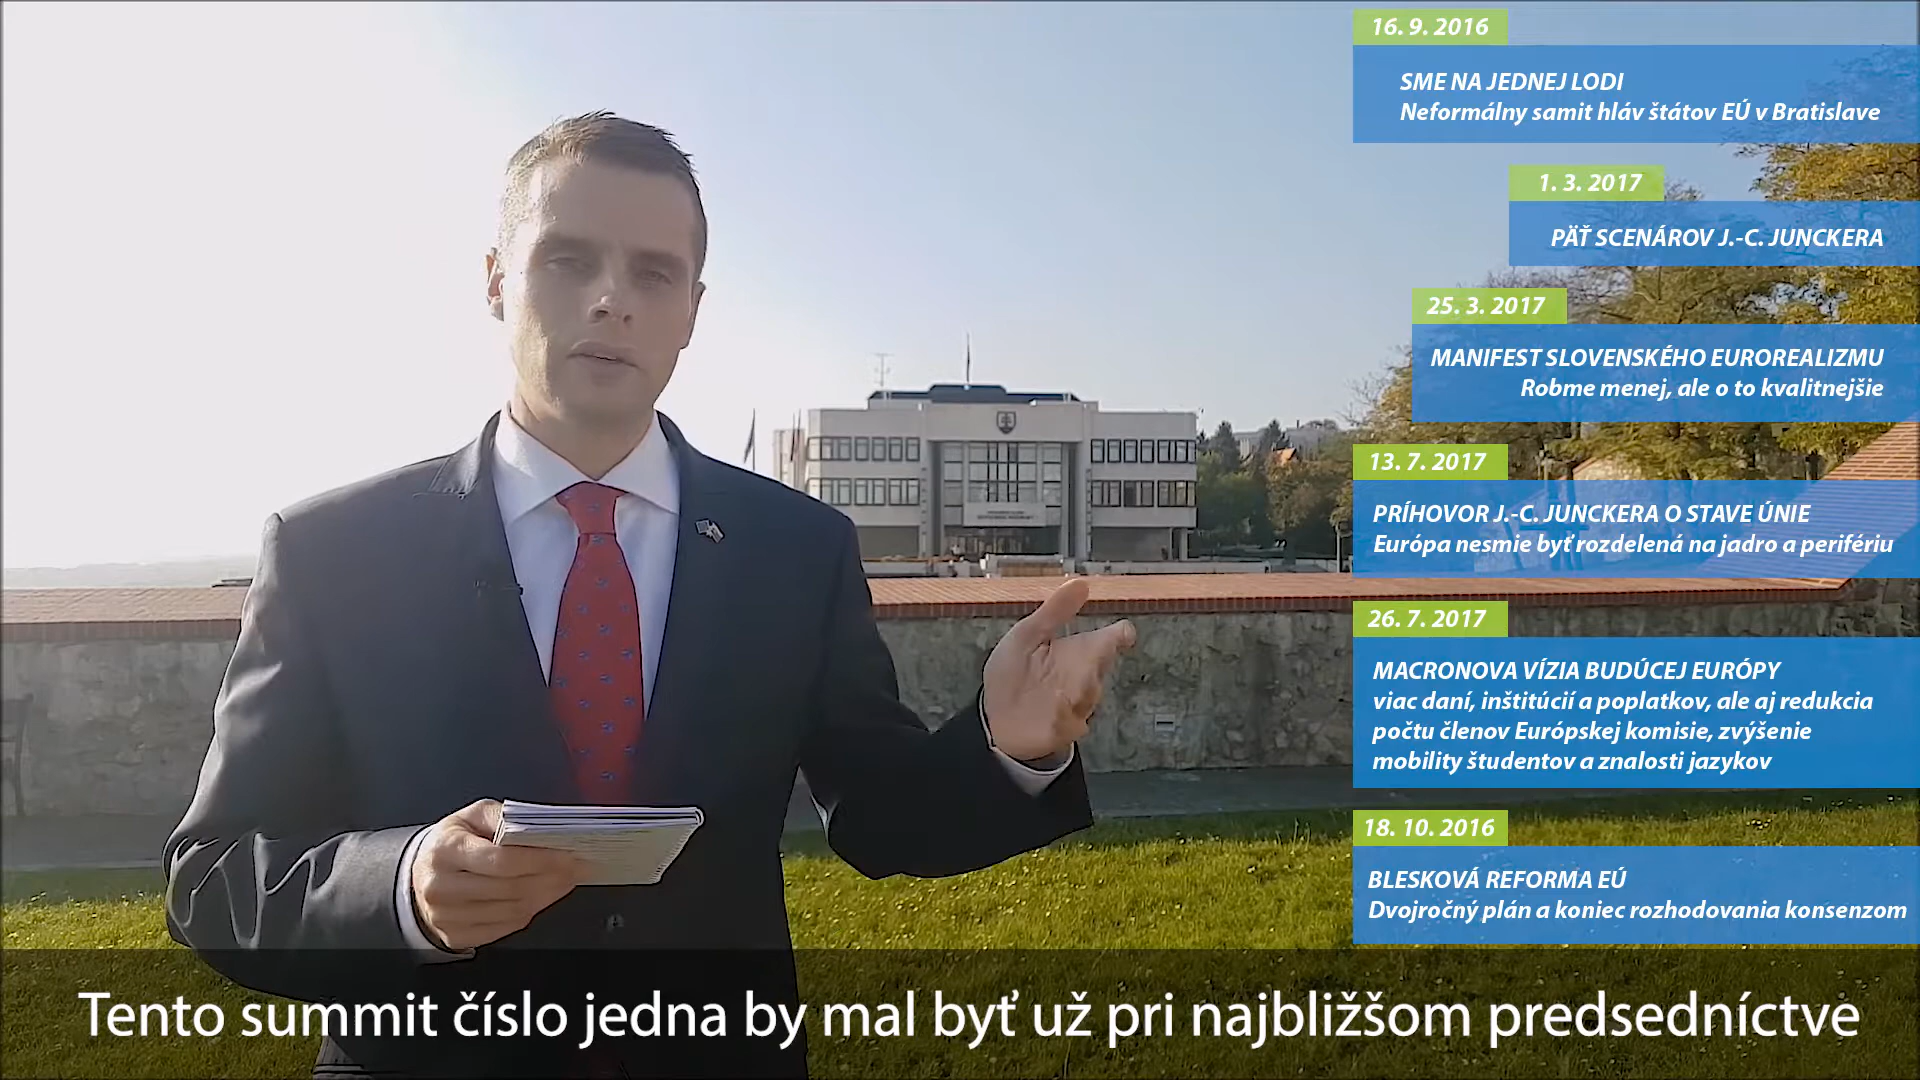 16. 9. 2016
SME NA JEDNEJ LODI
Neformálny samit hláv štátov EÚ v Bratislave
1. 3. 2017
PÄŤ SCENÁROV J.-C. JUNCKERA
25. 3. 2017
MANIFEST SLOVENSKÉHO EUROREALIZMU
Robme menej, ale o to kvalitnejšie
13. 7. 2017
PRÍHOVOR J.-C. JUNCKERA O STAVE ÚNIE
Európa nesmie byť rozdelená na jadro a perifériu
26. 7. 2017
MACRONOVA VÍZIA BUDÚCEJ EURÓPY
viac daní, inštitúcií a poplatkov, ale aj redukcia
počtu členov Európskej komisie, zvýšenie
mobility študentov a znalosti jazykov
18. 10. 2016
BLESKOVÁ REFORMA EÚ
Dvojročný plán a koniec rozhodovania konsenzom
Tento summit číslo jedna by mal byť už pri najbližšom predsedníctve